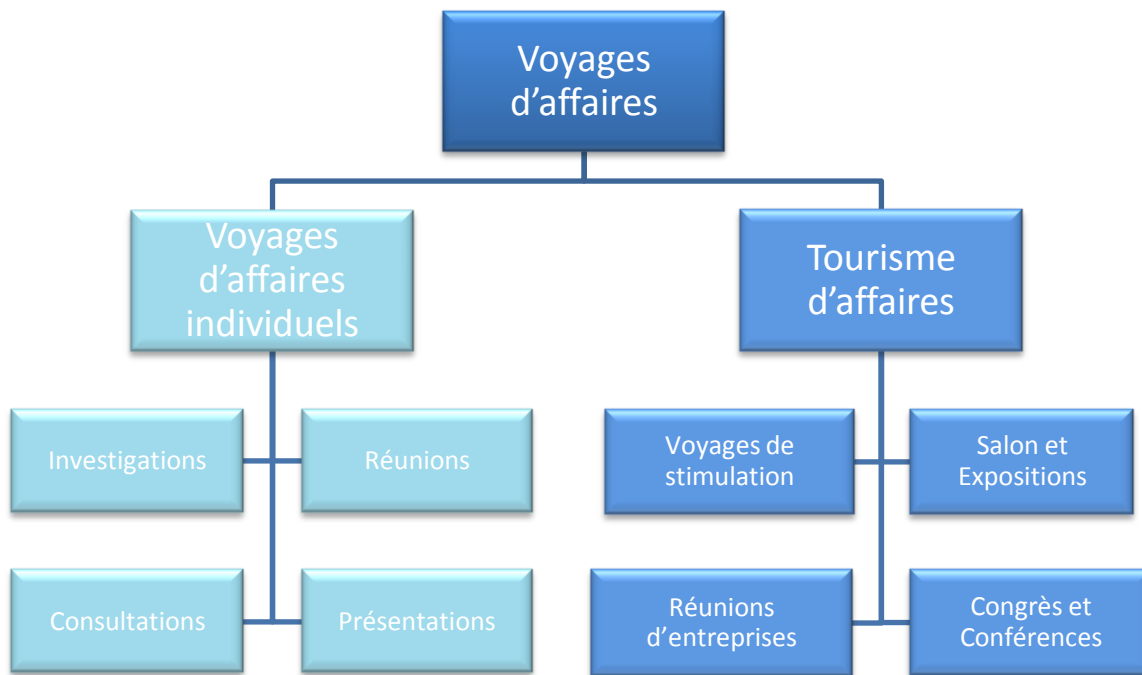 Voyages
d’affaires
Voyages
d’affaires
individuels
Tourisme
d’affaires
Investigations
Réunions
Voyages de
stimulation
Salon et
Expositions
Consultations
Présentations
Réunions
d’entreprises
Congrès et
Conférences